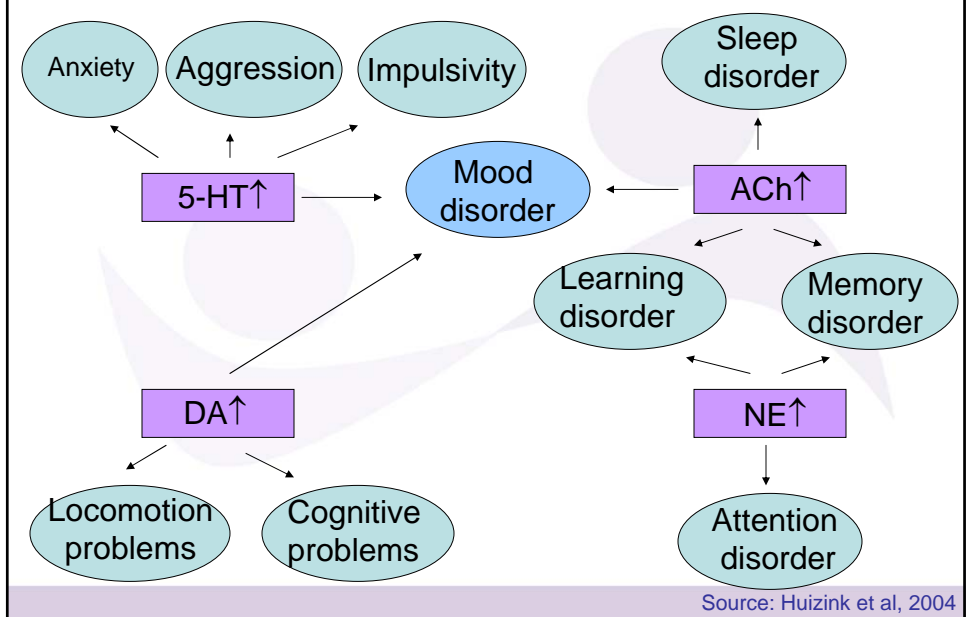 Anxiety
Aggression
Impulsivity
Sleep
disorder
5-HT↑
Mood
disorder
ACh↑
Learning
disorder
Memory
disorder
DA↑
NE↑
Locomotion
problems
Cognitive
problems
Attention
disorder
Source: Huizink et al, 2004